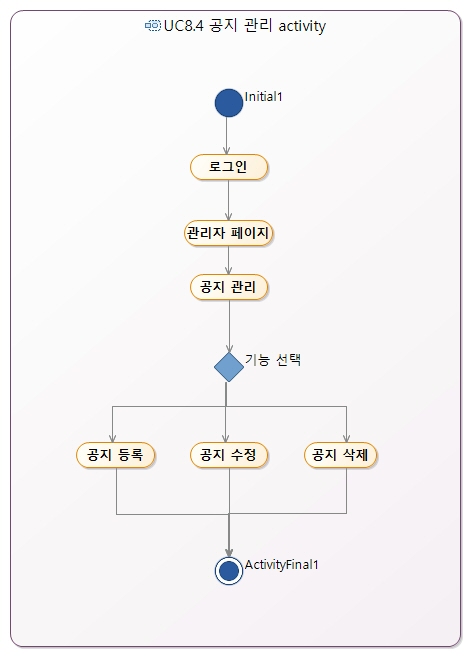 UC8.4 공지 관리 activity
Initial1
로그인
관리자 페이지
공지 관리
기능 선택
공지 등록
공지 수정
공지 삭제
ActivityFinal1